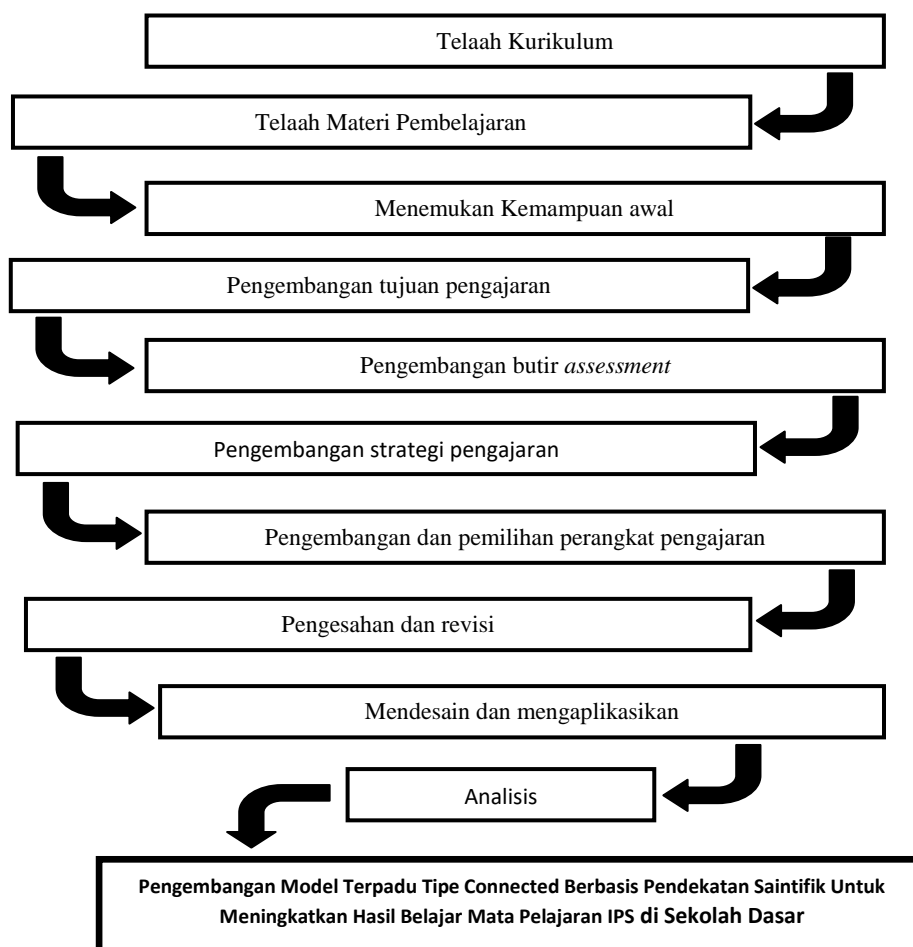 Telaah Kurikulum
Telaah Materi Pembelajaran
Menemukan Kemampuan awal
Pengembangan tujuan pengajaran
Pengembangan butir assessment
Pengembangan strategi pengajaran
Pengembangan dan pemilihan perangkat pengajaran
Pengesahan dan revisi
Mendesain dan mengaplikasikan
Analisis
Pengembangan Model Terpadu Tipe Connected Berbasis Pendekatan Saintifik Untuk
Meningkatkan Hasil Belajar Mata Pelajaran IPS di Sekolah Dasar